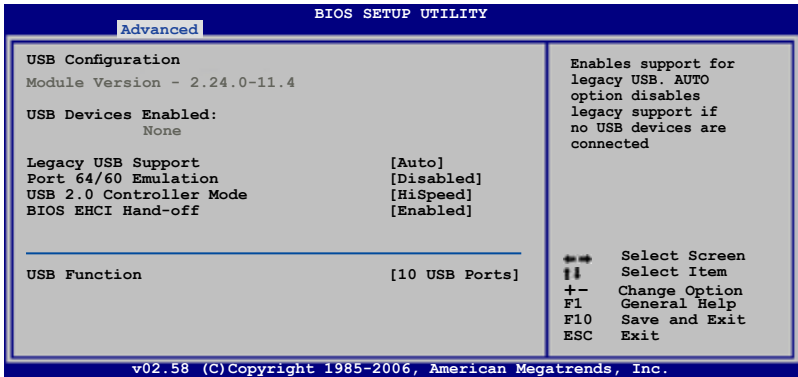 BIOS SETUP UTILITY
Advanced
USB Configuration
Module Version - 2.24.0-11.4
USB Devices Enabled:
None
Legacy USB Support [Auto]
Port 64/60 Emulation [Disabled]
USB 2.0 Controller Mode [HiSpeed]
BIOS EHCI Hand-off [Enabled]
USB Function [10 USB Ports]
Enables support for
legacy USB. AUTO
option disables
legacy support if
no USB devices are
connected
←→ Select Screen
↑↓ Select Item
+- Change Option
F1 General Help
F10 Save and Exit
ESC Exit
v02.58 (C)Copyright 1985-2006, American Megatrends, Inc.